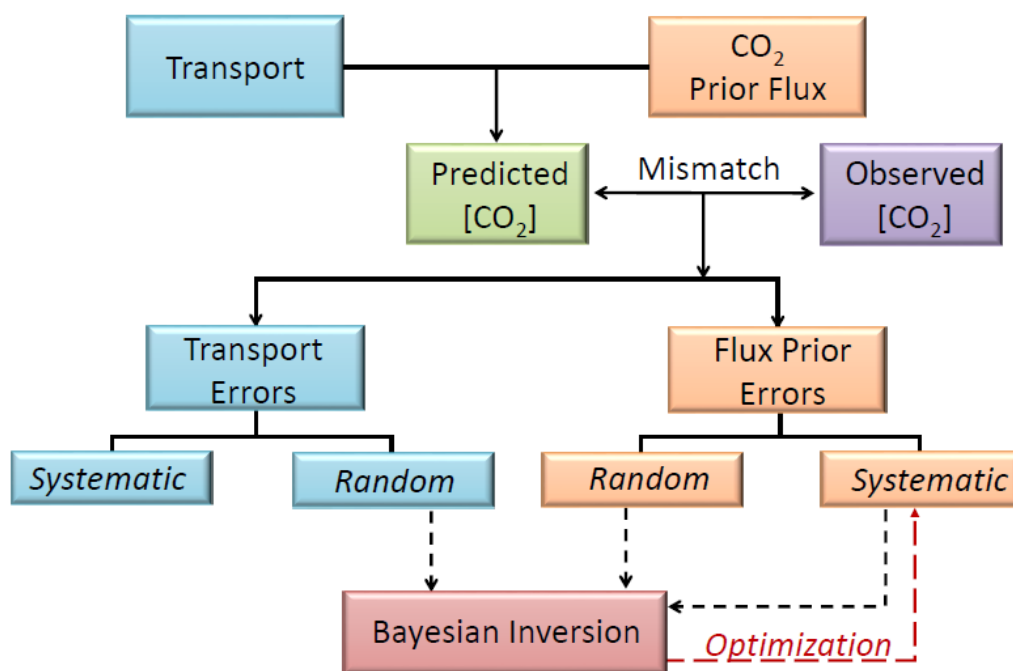 Transport
CO₂
Prior Flux
Predicted
[CO₂]
Mismatch
Observed
[CO₂]
Transport
Errors
Flux Prior
Errors
Systematic
Random
Random
Systematic
Bayesian Inversion
Optimization